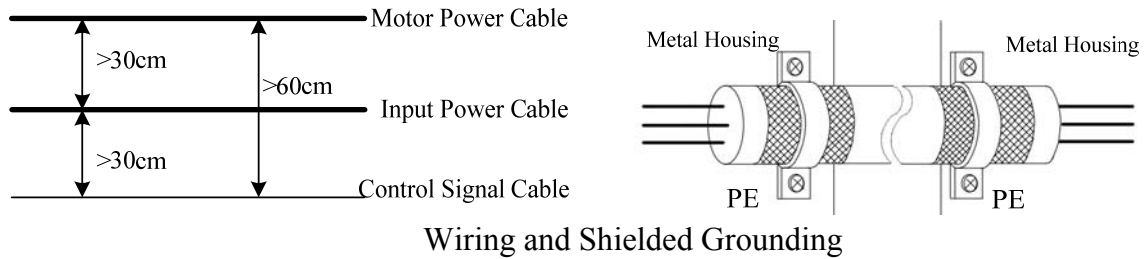 Motor Power Cable
>30cm
>60cm
Input Power Cable
>30cm
Control Signal Cable
Metal Housing
Metal Housing
PE
PE
Wiring and Shielded Grounding